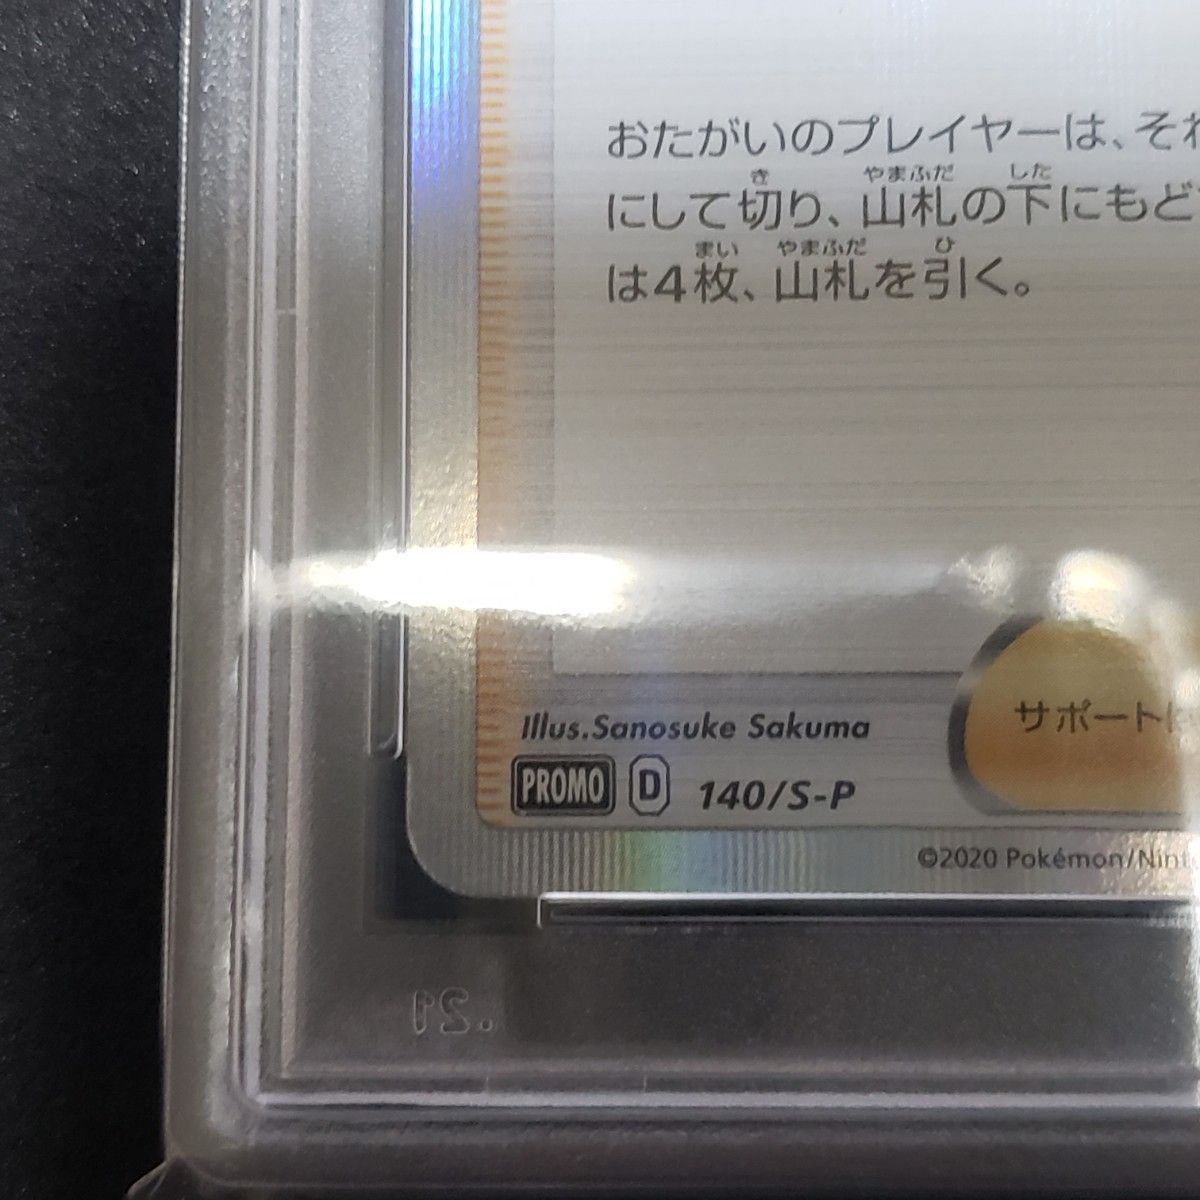 おたがいのプレイヤーは、それ
にして切り、山札の下にもど
は4枚、山札を引く。
サポートは
Illus.Sanosuke Sakuma
PROMO D 140/S-P
©2020 Pokémon/Ninte